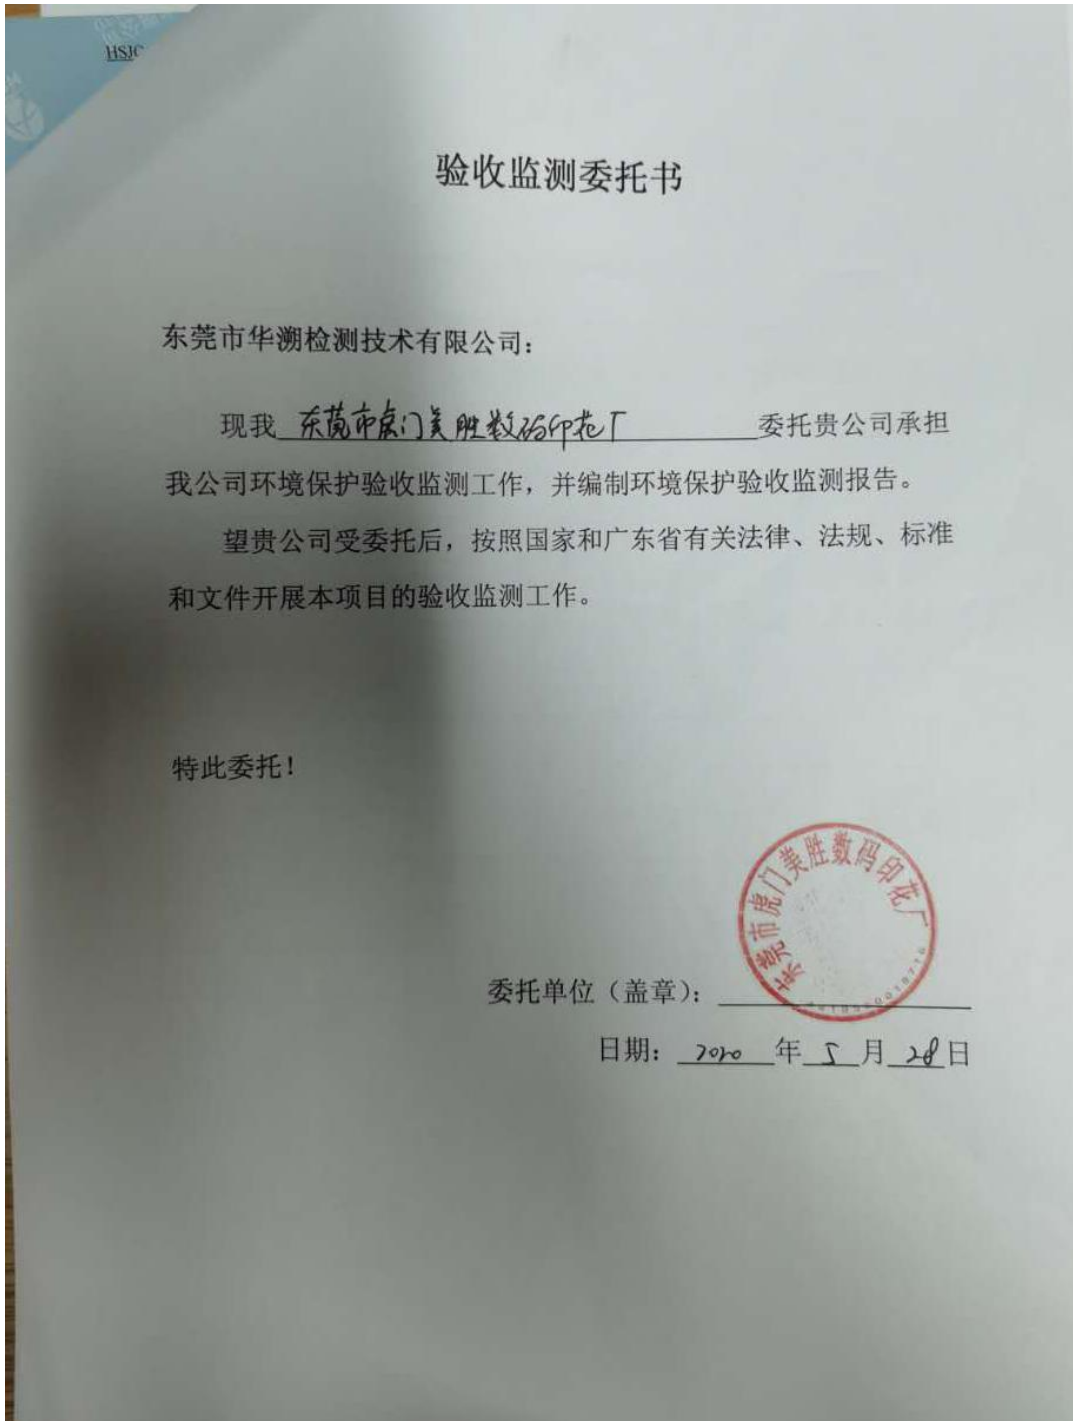 HSJC
验收监测委托书
东莞市华溯检测技术有限公司：
现我 东莞市虎门美胜数码印花厂 委托贵公司承担
我公司环境保护验收监测工作，并编制环境保护验收监测报告。
望贵公司受委托后，按照国家和广东省有关法律、法规、标准
和文件开展本项目的验收监测工作。
特此委托！
东莞市虎门美胜数码印花厂
委托单位（盖章）：
日期： 2020 年 5 月 28 日